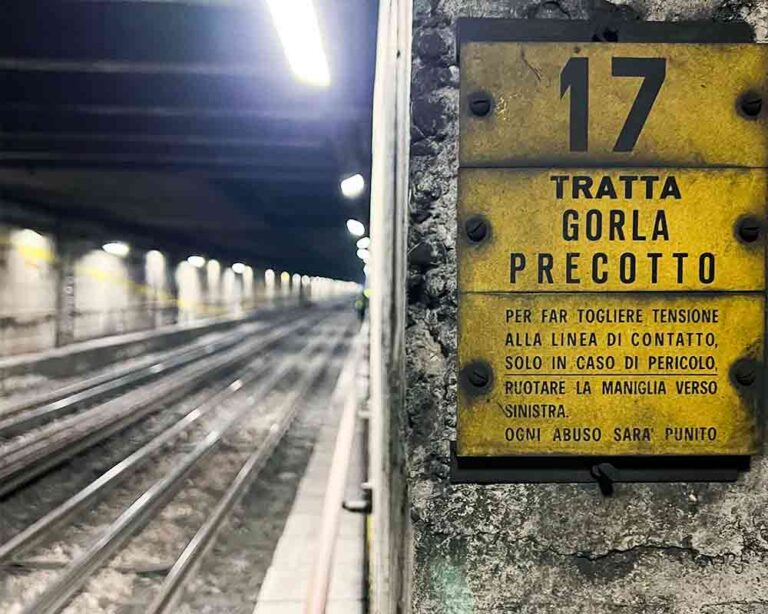 17
TRATTA
GORLA
PRECOTTO
PER FAR TOGLIERE TENSIONE
ALLA LINEA DI CONTATTO,
SOLO IN CASO DI PERICOLO,
RUOTARE LA MANIGLIA VERSO
SINISTRA.
OGNI ABUSO SARA' PUNITO